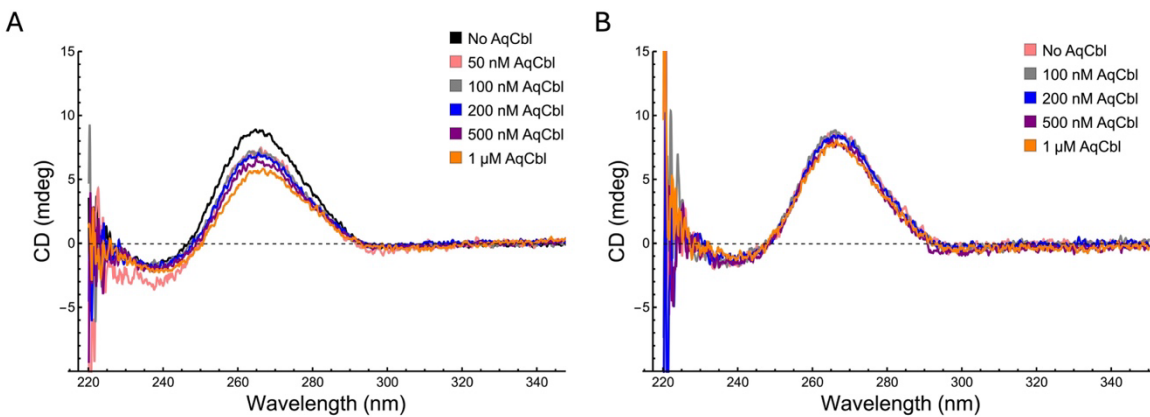 A
No AqCbl
50 nM AqCbl
100 nM AqCbl
200 nM AqCbl
500 nM AqCbl
1 μM AqCbl
15
10
5
0
−5
CD (mdeg)
220 240 260 280 300 320 340
Wavelength (nm)
B
No AqCbl
100 nM AqCbl
200 nM AqCbl
500 nM AqCbl
1 μM AqCbl
15
10
5
0
−5
CD (mdeg)
220 240 260 280 300 320 340
Wavelength (nm)